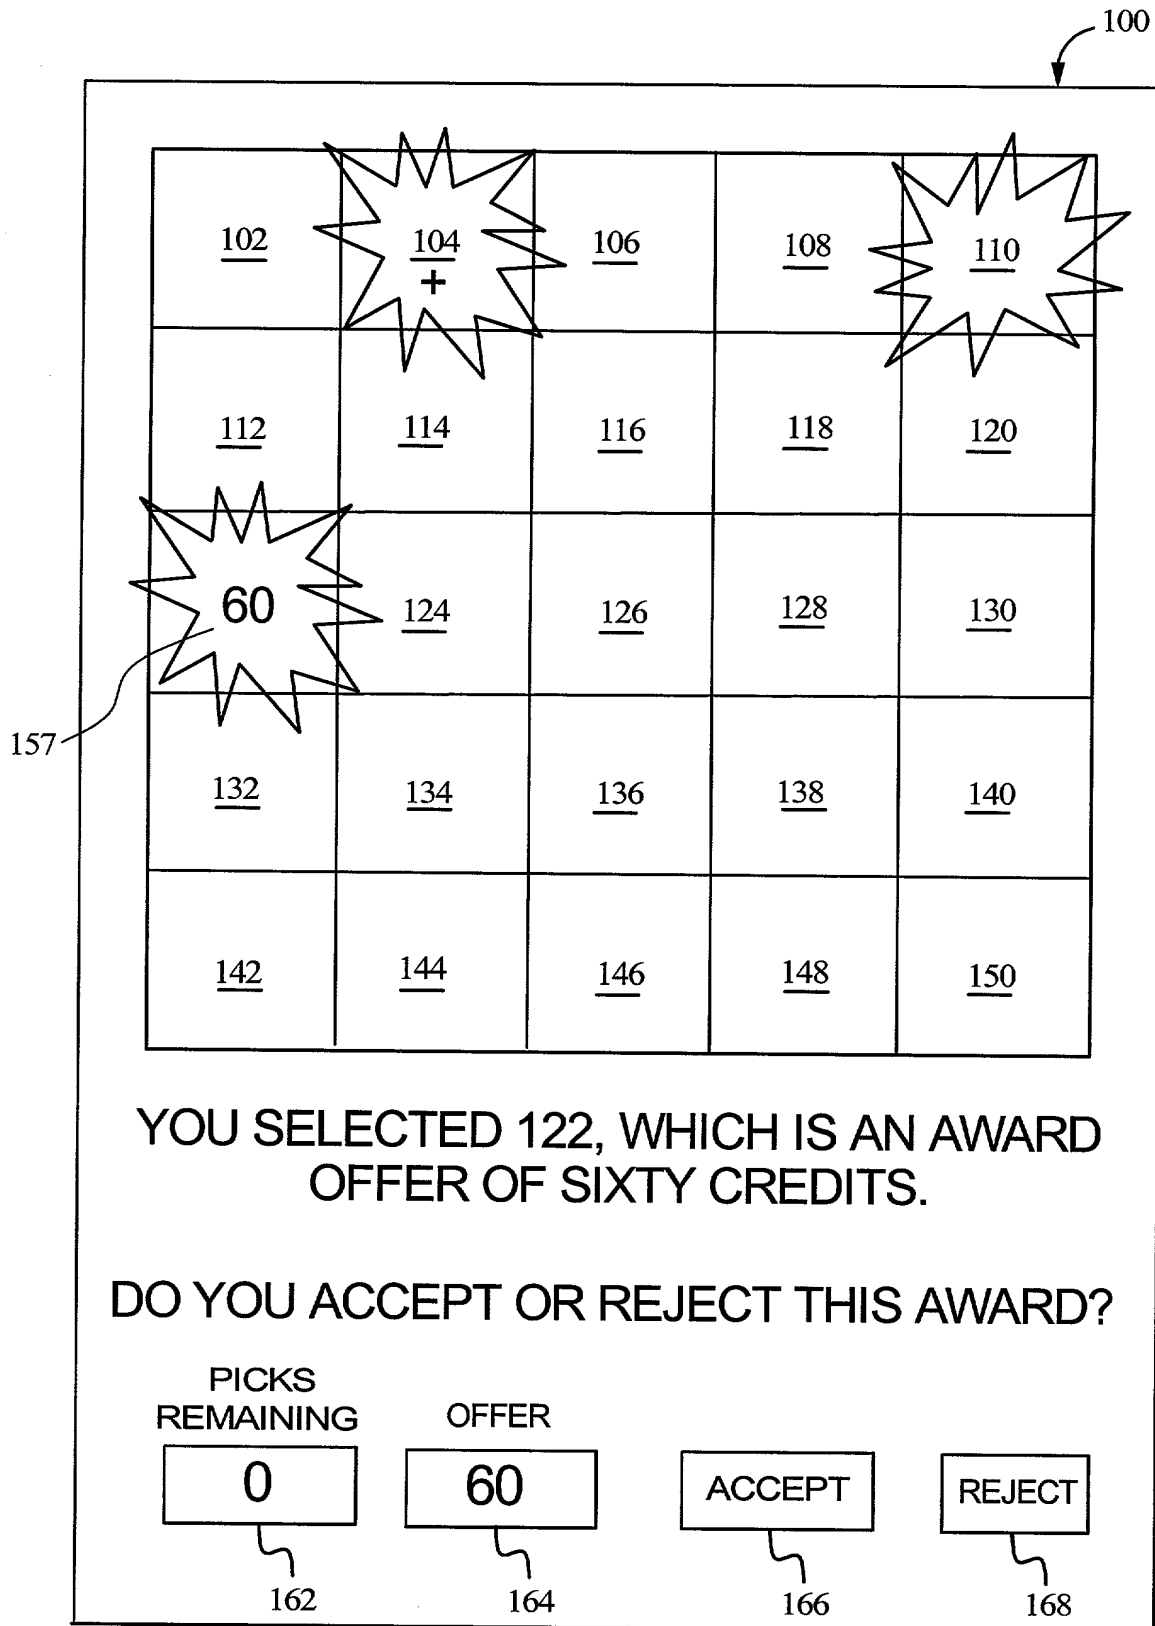 100
102 104 106 108 110
+
112 114 116 118 120
60 124 126 128 130
157
132 134 136 138 140
142 144 146 148 150
YOU SELECTED 122, WHICH IS AN AWARD
OFFER OF SIXTY CREDITS.
DO YOU ACCEPT OR REJECT THIS AWARD?
PICKS
REMAINING OFFER
0 60 ACCEPT REJECT
162 164 166 168